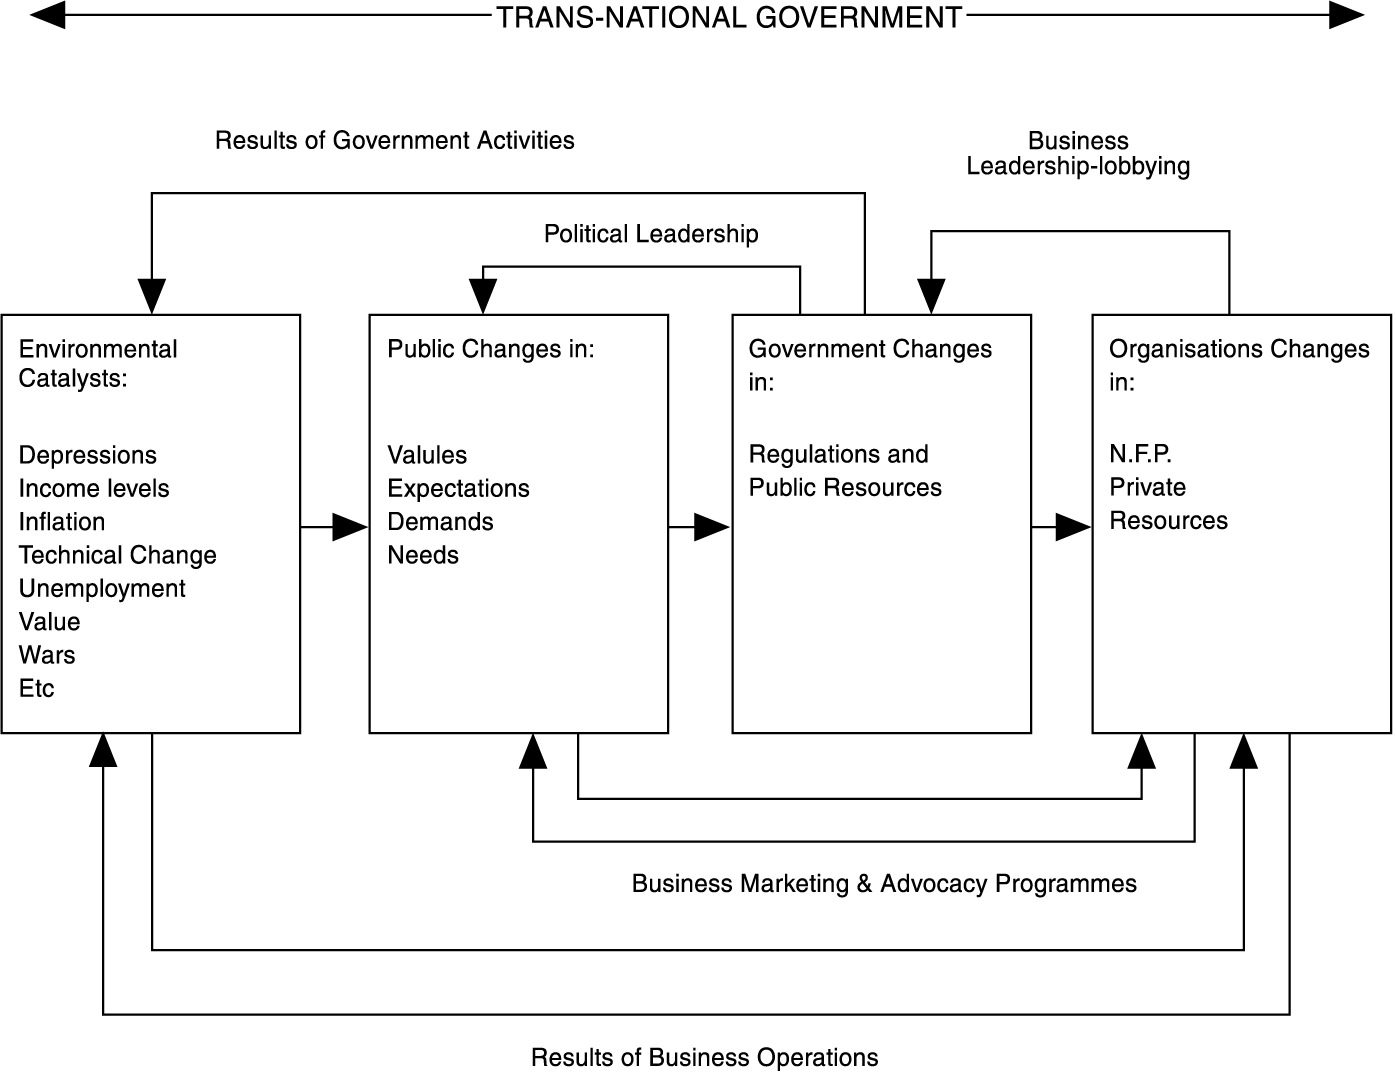 TRANS-NATIONAL GOVERNMENT
Results of Government Activities
Business
Leadership-lobbying
Political Leadership
Environmental
Catalysts:
Depressions
Income levels
Inflation
Technical Change
Unemployment
Value
Wars
Etc
Public Changes in:
Valules
Expectations
Demands
Needs
Government Changes
in:
Regulations and
Public Resources
Organisations Changes
in:
N.F.P.
Private
Resources
Business Marketing & Advocacy Programmes
Results of Business Operations